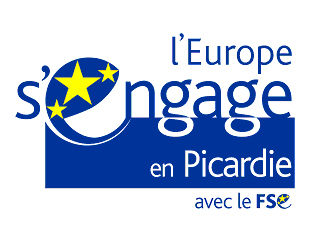 l'Europe
s'engage
en Picardie
avec le FSe